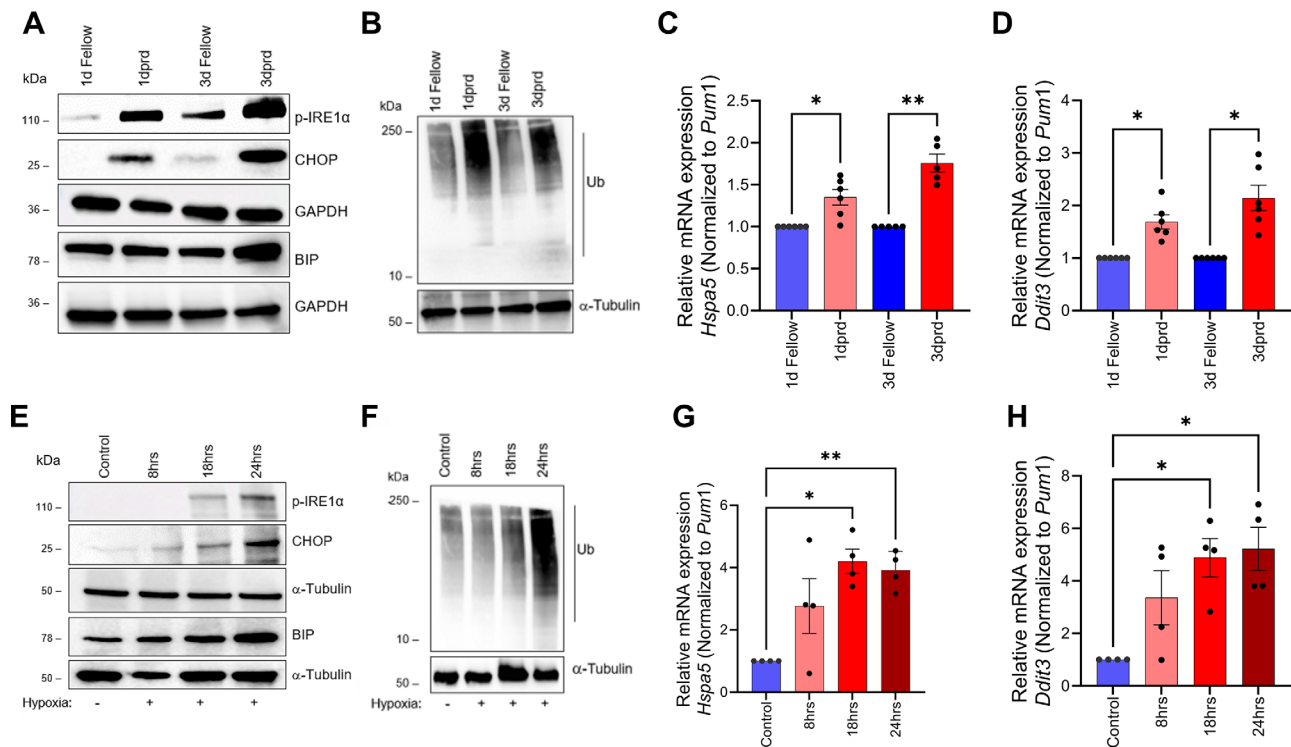 A
kDa
1d Fellow
1dprd
3d Fellow
3dprd
110
p-IRE1α
25
CHOP
36
GAPDH
78
BIP
36
GAPDH
B
kDa
1d Fellow
1dprd
3d Fellow
3dprd
250
Ub
10
50
α-Tubulin
C
Relative mRNA expression
Hspa5 (Normalized to Pum1)
2.5
2.0
1.5
1.0
0.5
0.0
*
**
1d Fellow
1dprd
3d Fellow
3dprd
D
Relative mRNA expression
Ddit3 (Normalized to Pum1)
4
3
2
1
0
*
*
1d Fellow
1dprd
3d Fellow
3dprd
E
kDa
Control
8hrs
18hrs
24hrs
110
p-IRE1α
25
CHOP
50
α-Tubulin
78
BIP
50
α-Tubulin
Hypoxia: - + + +
F
kDa
Control
8hrs
18hrs
24hrs
250
Ub
10
50
α-Tubulin
Hypoxia: - + + +
G
Relative mRNA expression
Hspa5 (Normalized to Pum1)
8
6
4
2
0
*
**
Control
8hrs
18hrs
24hrs
H
Relative mRNA expression
Ddit3 (Normalized to Pum1)
8
6
4
2
0
*
*
Control
8hrs
18hrs
24hrs